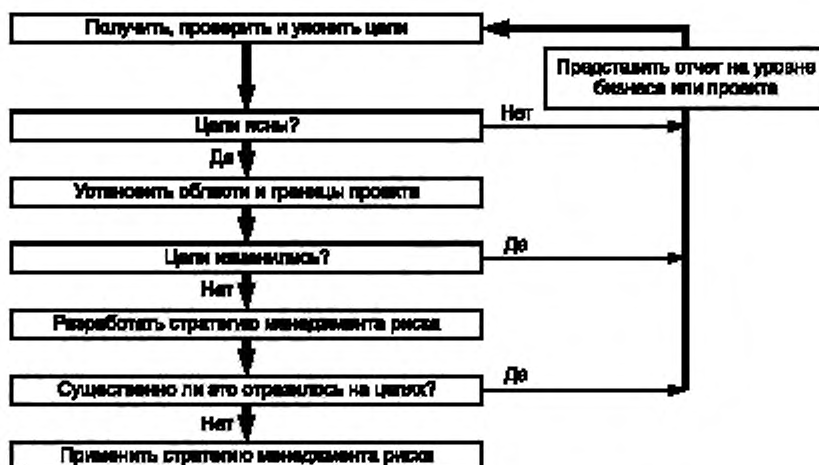 Получить, проверить и уяснить цели
Представить отчет на уровне
бизнеса или проекта
Цели ясны?
Нет
Да
Установить области и границы проекта
Цели изменились?
Да
Нет
Разработать стратегию менеджмента риска
Существенно ли это отразилось на целях?
Да
Нет
Применить стратегию менеджмента риска